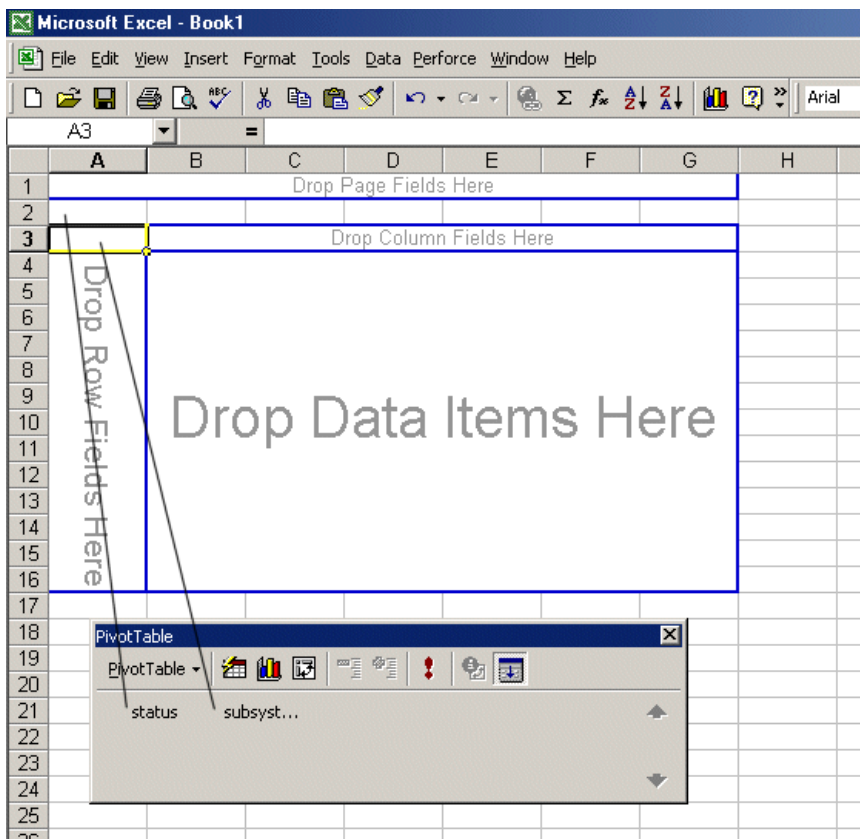 Microsoft Excel - Book1
File Edit View Insert Format Tools Data Perforce Window Help
ABC Σ fx A Z Z A ? » Arial
A3 =
A B C D E F G H
1 Drop Page Fields Here
2
3 Drop Column Fields Here
4
5
6
7
8
9
10
11
12
13
14
15
16
Drop Row Fields Here
Drop Data Items Here
17
18
19
20
21
22
23
24
25
26
PivotTable
PivotTable
status subsyst...